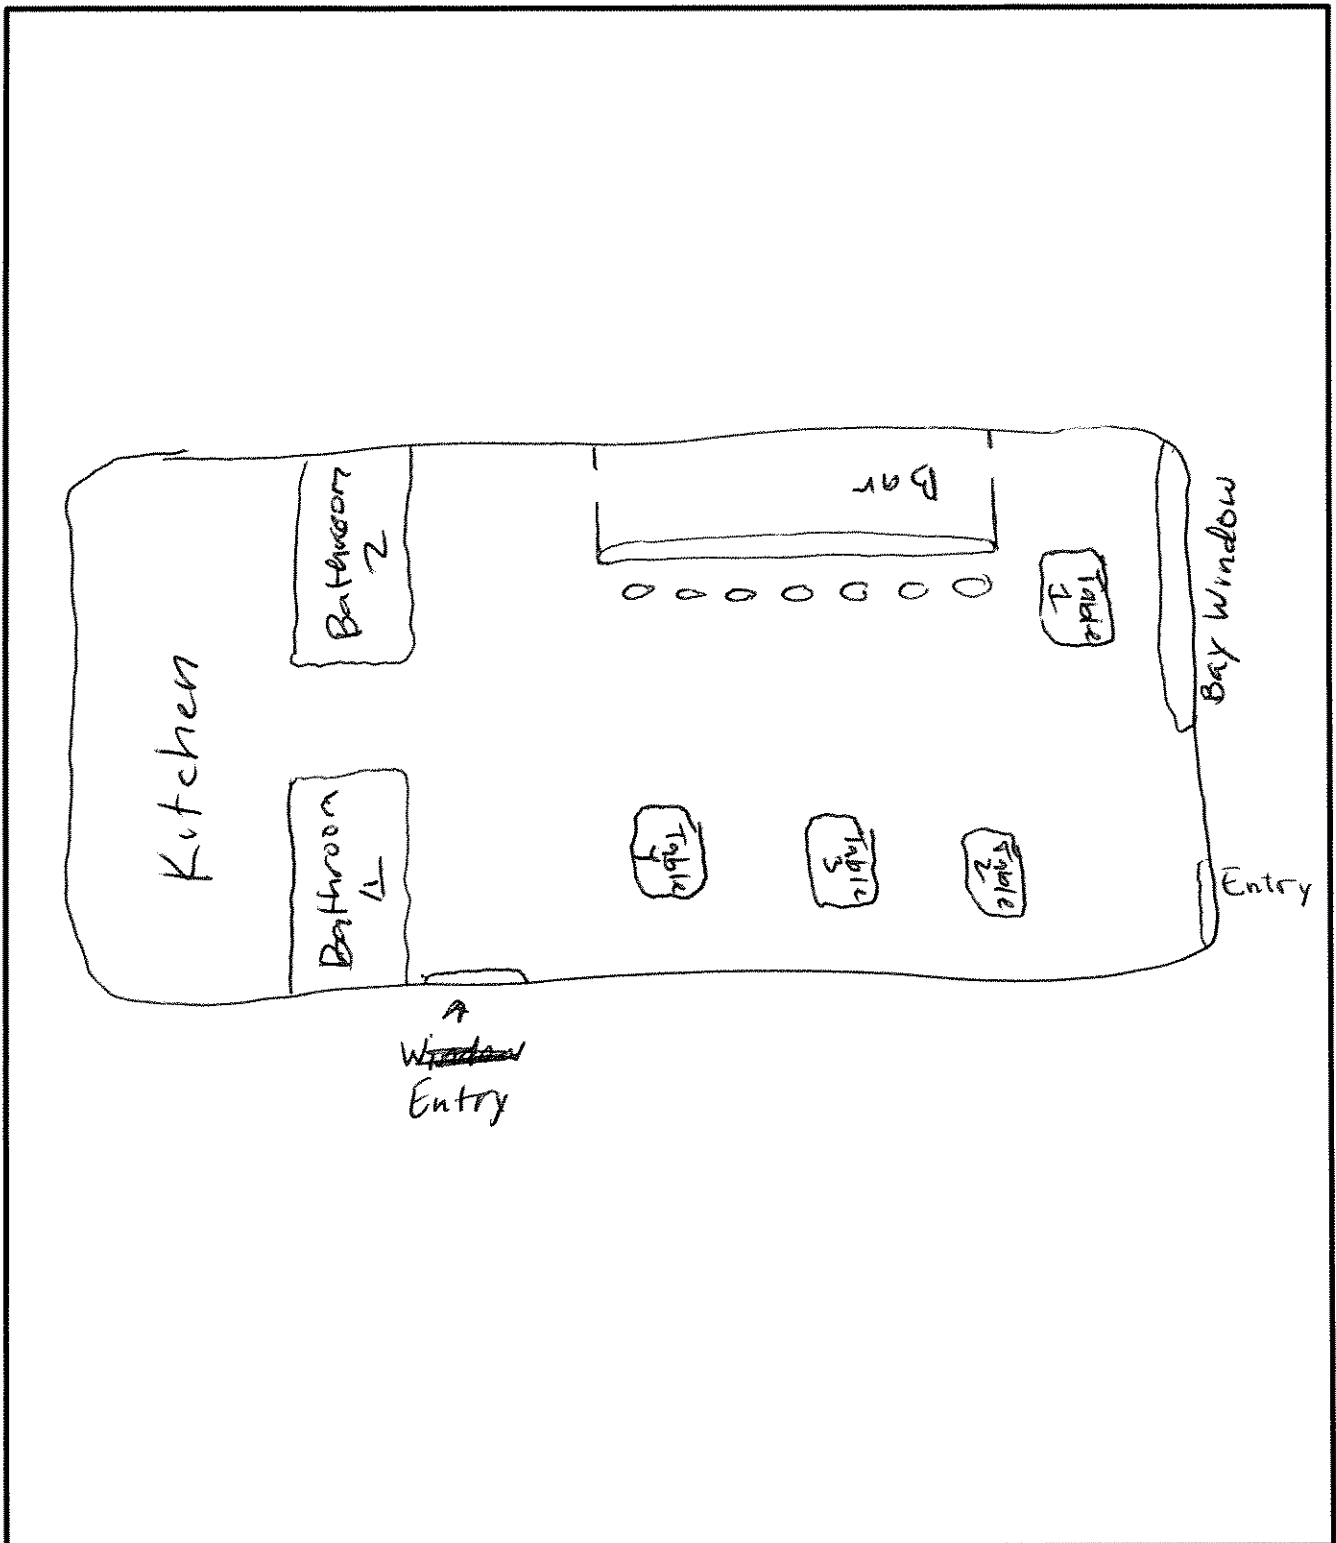 Kitchen
Bathroom
2
Bathroom
1
Bar
Table
1
Bay Window
Table
4
Table
3
Table
2
Entry
Window
Entry